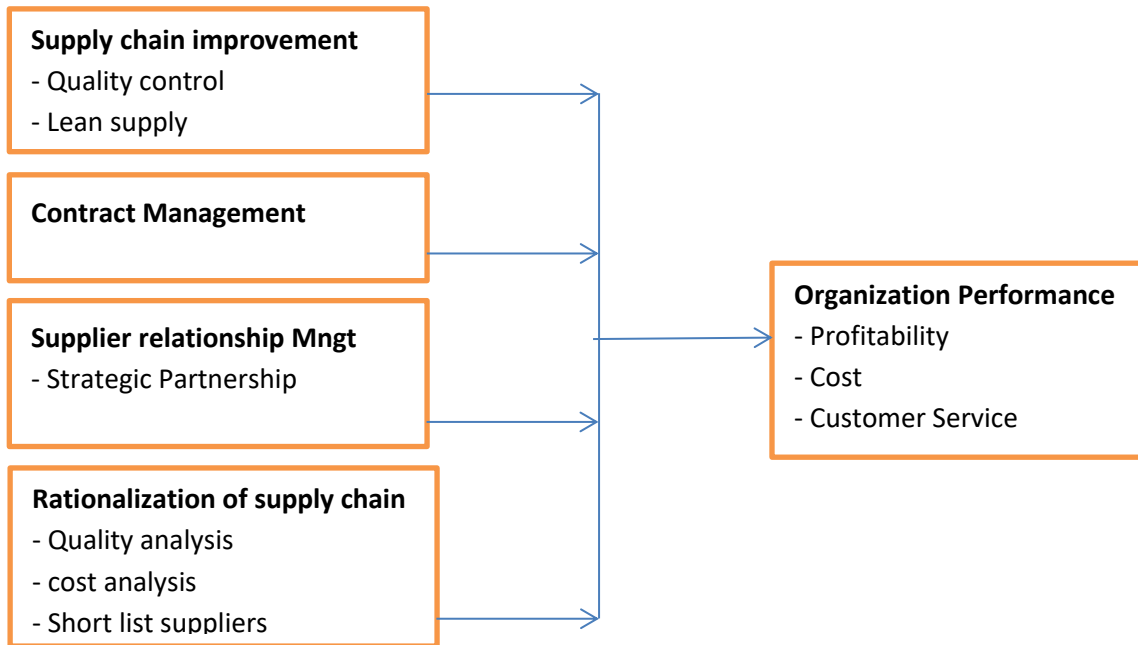 Supply chain improvement
- Quality control
- Lean supply
Contract Management
Supplier relationship Mngt
- Strategic Partnership
Rationalization of supply chain
- Quality analysis
- cost analysis
- Short list suppliers
Organization Performance
- Profitability
- Cost
- Customer Service